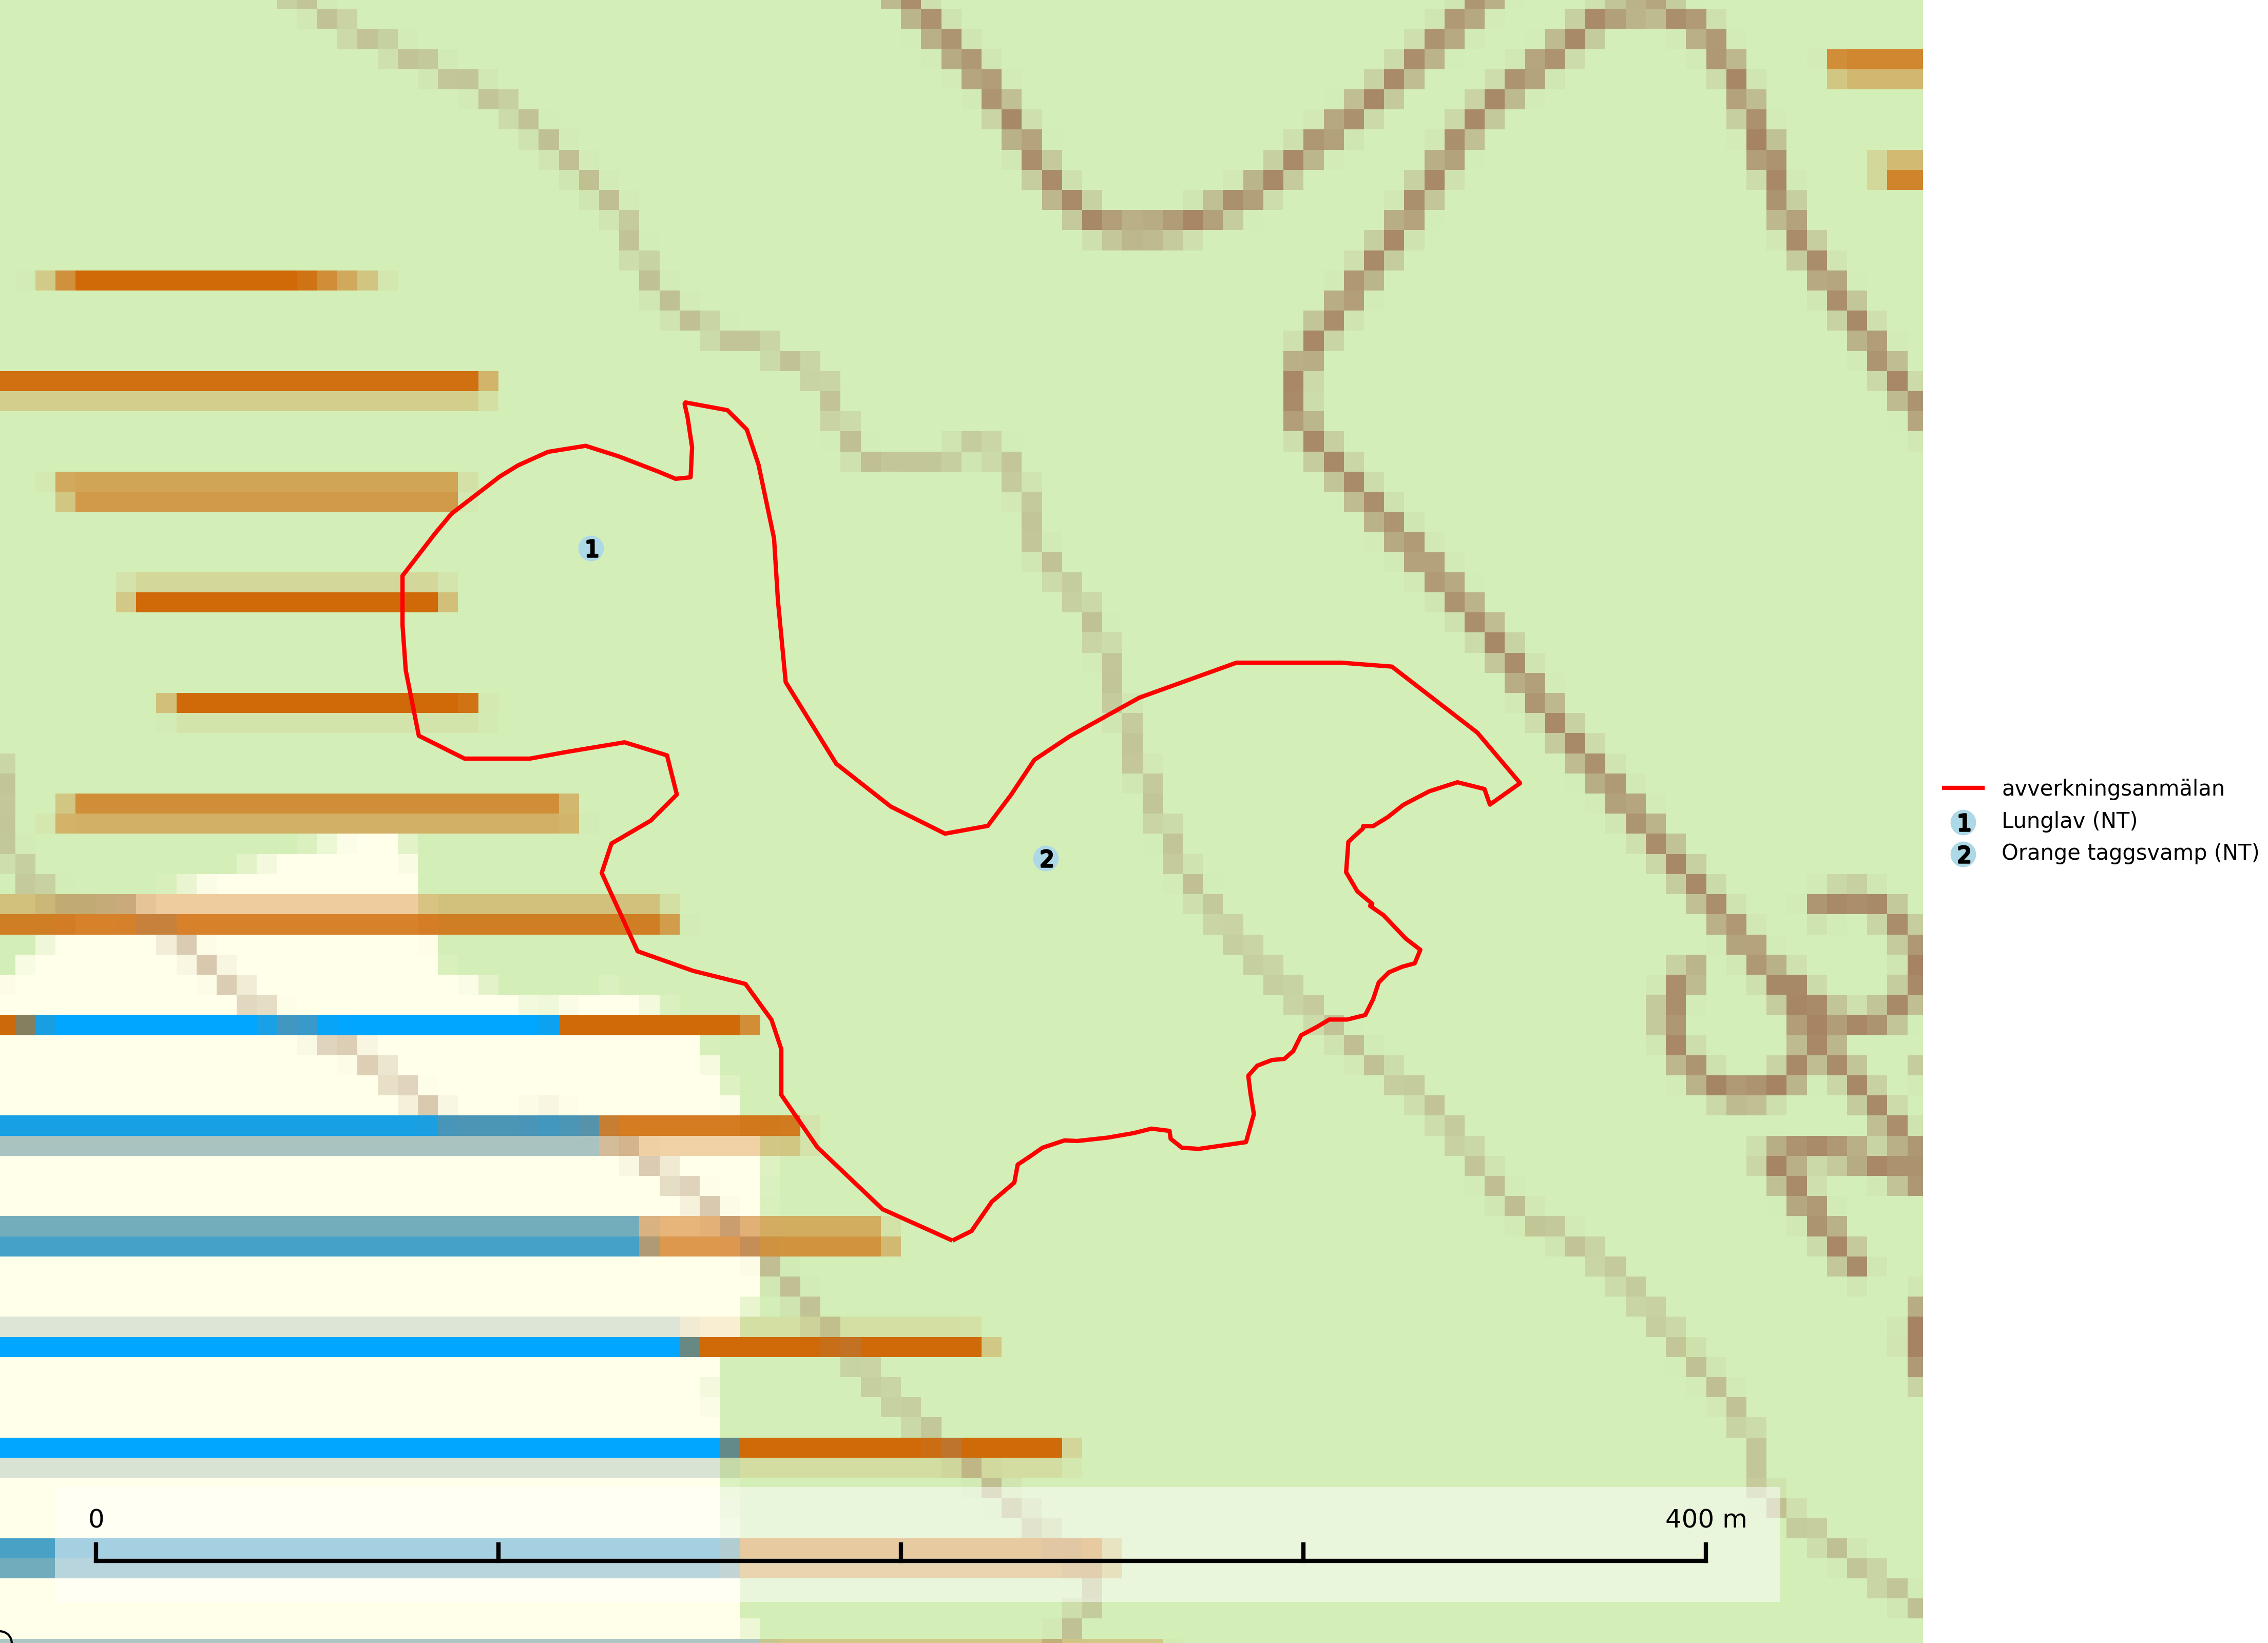 1
2
avverkningsanmälan
1 Lunglav (NT)
2 Orange taggsvamp (NT)
0 400 m